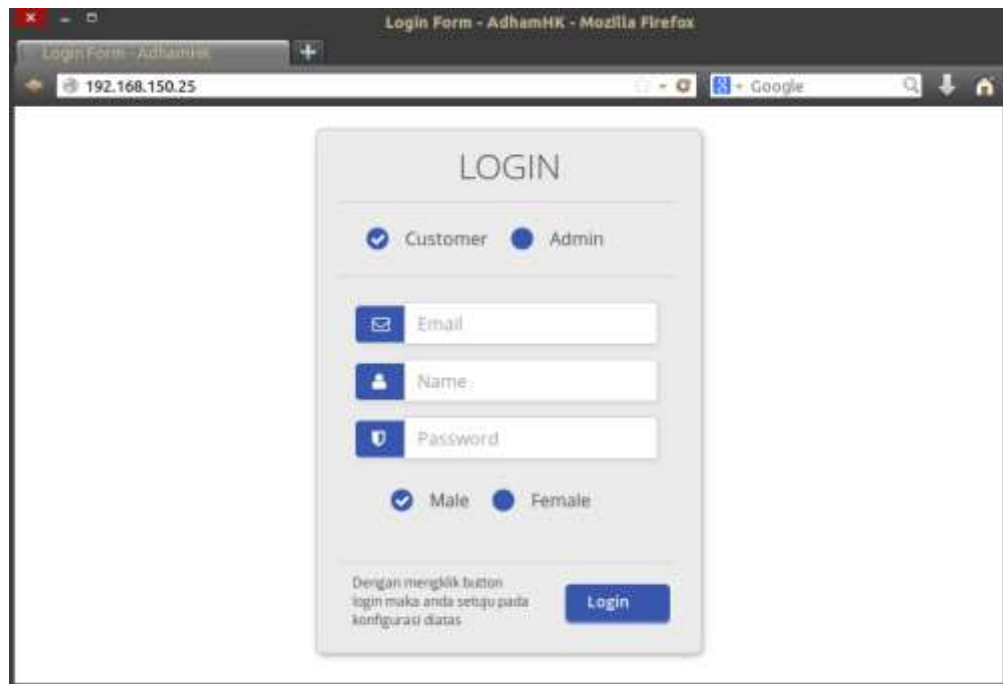 Login Form - AdhamHK - Mozilla Firefox
Login Form - AdhamHK
192.168.150.25
Google
LOGIN
Customer Admin
Email
Name
Password
Male Female
Dengan mengklik button
login maka anda setuju pada
konfigurasi diatas
Login